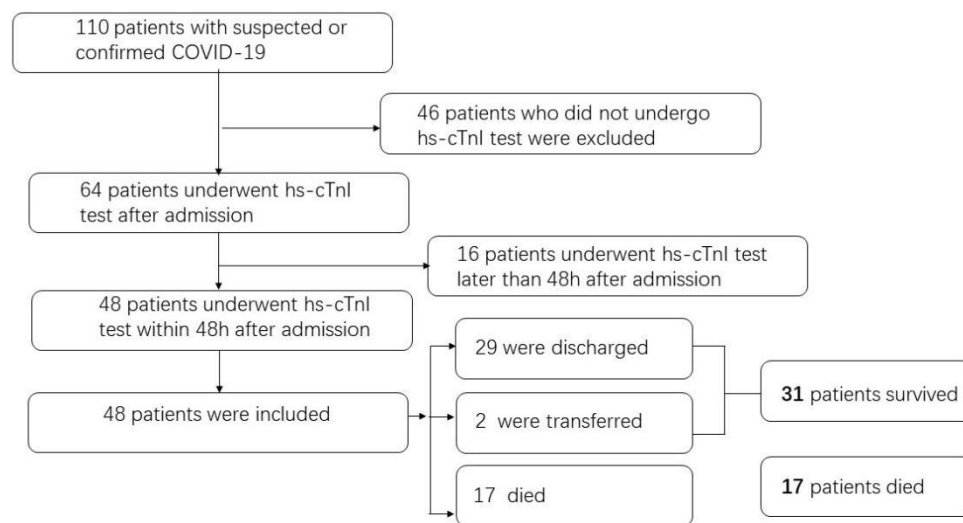 110 patients with suspected or
confirmed COVID-19
46 patients who did not undergo
hs-cTnI test were excluded
64 patients underwent hs-cTnI
test after admission
16 patients underwent hs-cTnI test
later than 48h after admission
48 patients underwent hs-cTnI
test within 48h after admission
29 were discharged
31 patients survived
48 patients were included
2 were transferred
17 died
17 patients died